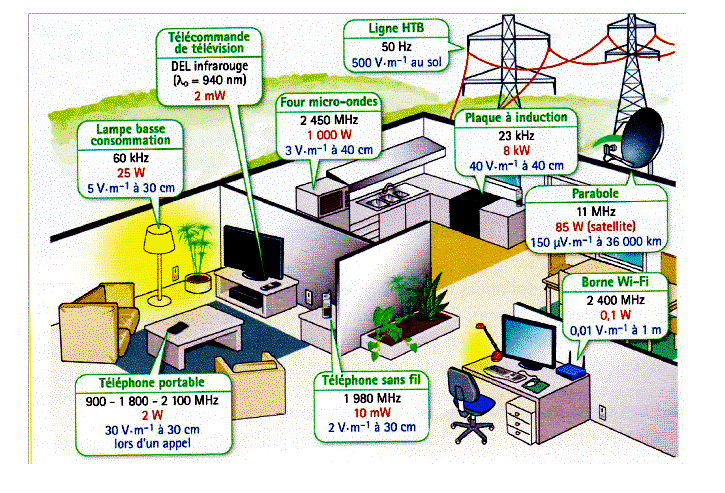 Ligne HTB
50 Hz
500 V·m⁻¹ au sol
Télécommande
de télévision
DEL infrarouge
(λ₀ = 940 nm)
2 mW
Four micro-ondes
2 450 MHz
1 000 W
3 V·m⁻¹ à 40 cm
Plaque à induction
23 kHz
8 kW
40 V·m⁻¹ à 40 cm
Lampe basse
consommation
60 kHz
25 W
5 V·m⁻¹ à 30 cm
Parabole
11 MHz
85 W (satellite)
150 µV·m⁻¹ à 36 000 km
Borne Wi-Fi
2 400 MHz
0,1 W
0,01 V·m⁻¹ à 1 m
Téléphone portable
900 - 1 800 - 2 100 MHz
2 W
30 V·m⁻¹ à 30 cm
lors d'un appel
Téléphone sans fil
1 980 MHz
10 mW
2 V·m⁻¹ à 30 cm